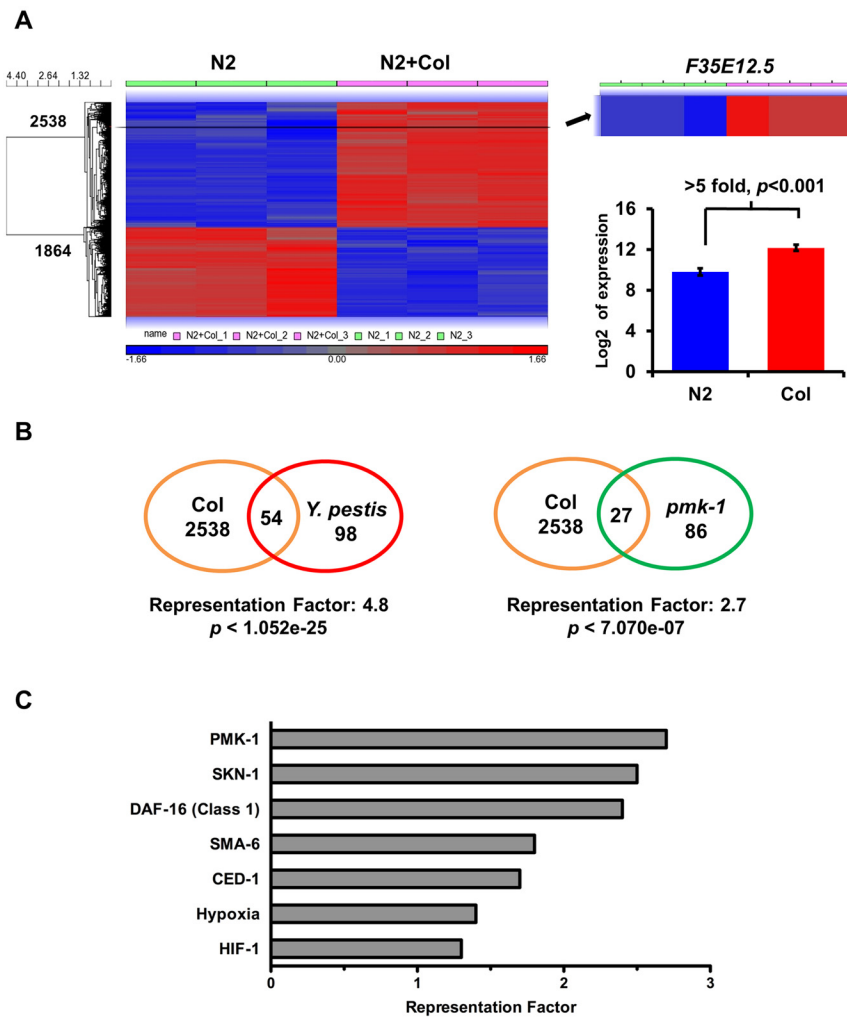 A
N2 N2+Col
4.40 2.64 1.32
2538
1864
name N2+Col_1 N2+Col_2 N2+Col_3 N2_1 N2_2 N2_3
-1.66 0.00 1.66
F35E12.5
>5 fold, p<0.001
Log2 of expression
16
12
8
4
0
N2 Col
B
Col
2538
54
Y. pestis
98
Representation Factor: 4.8
p < 1.052e-25
Col
2538
27
pmk-1
86
Representation Factor: 2.7
p < 7.070e-07
C
PMK-1
SKN-1
DAF-16 (Class 1)
SMA-6
CED-1
Hypoxia
HIF-1
0 1 2 3
Representation Factor